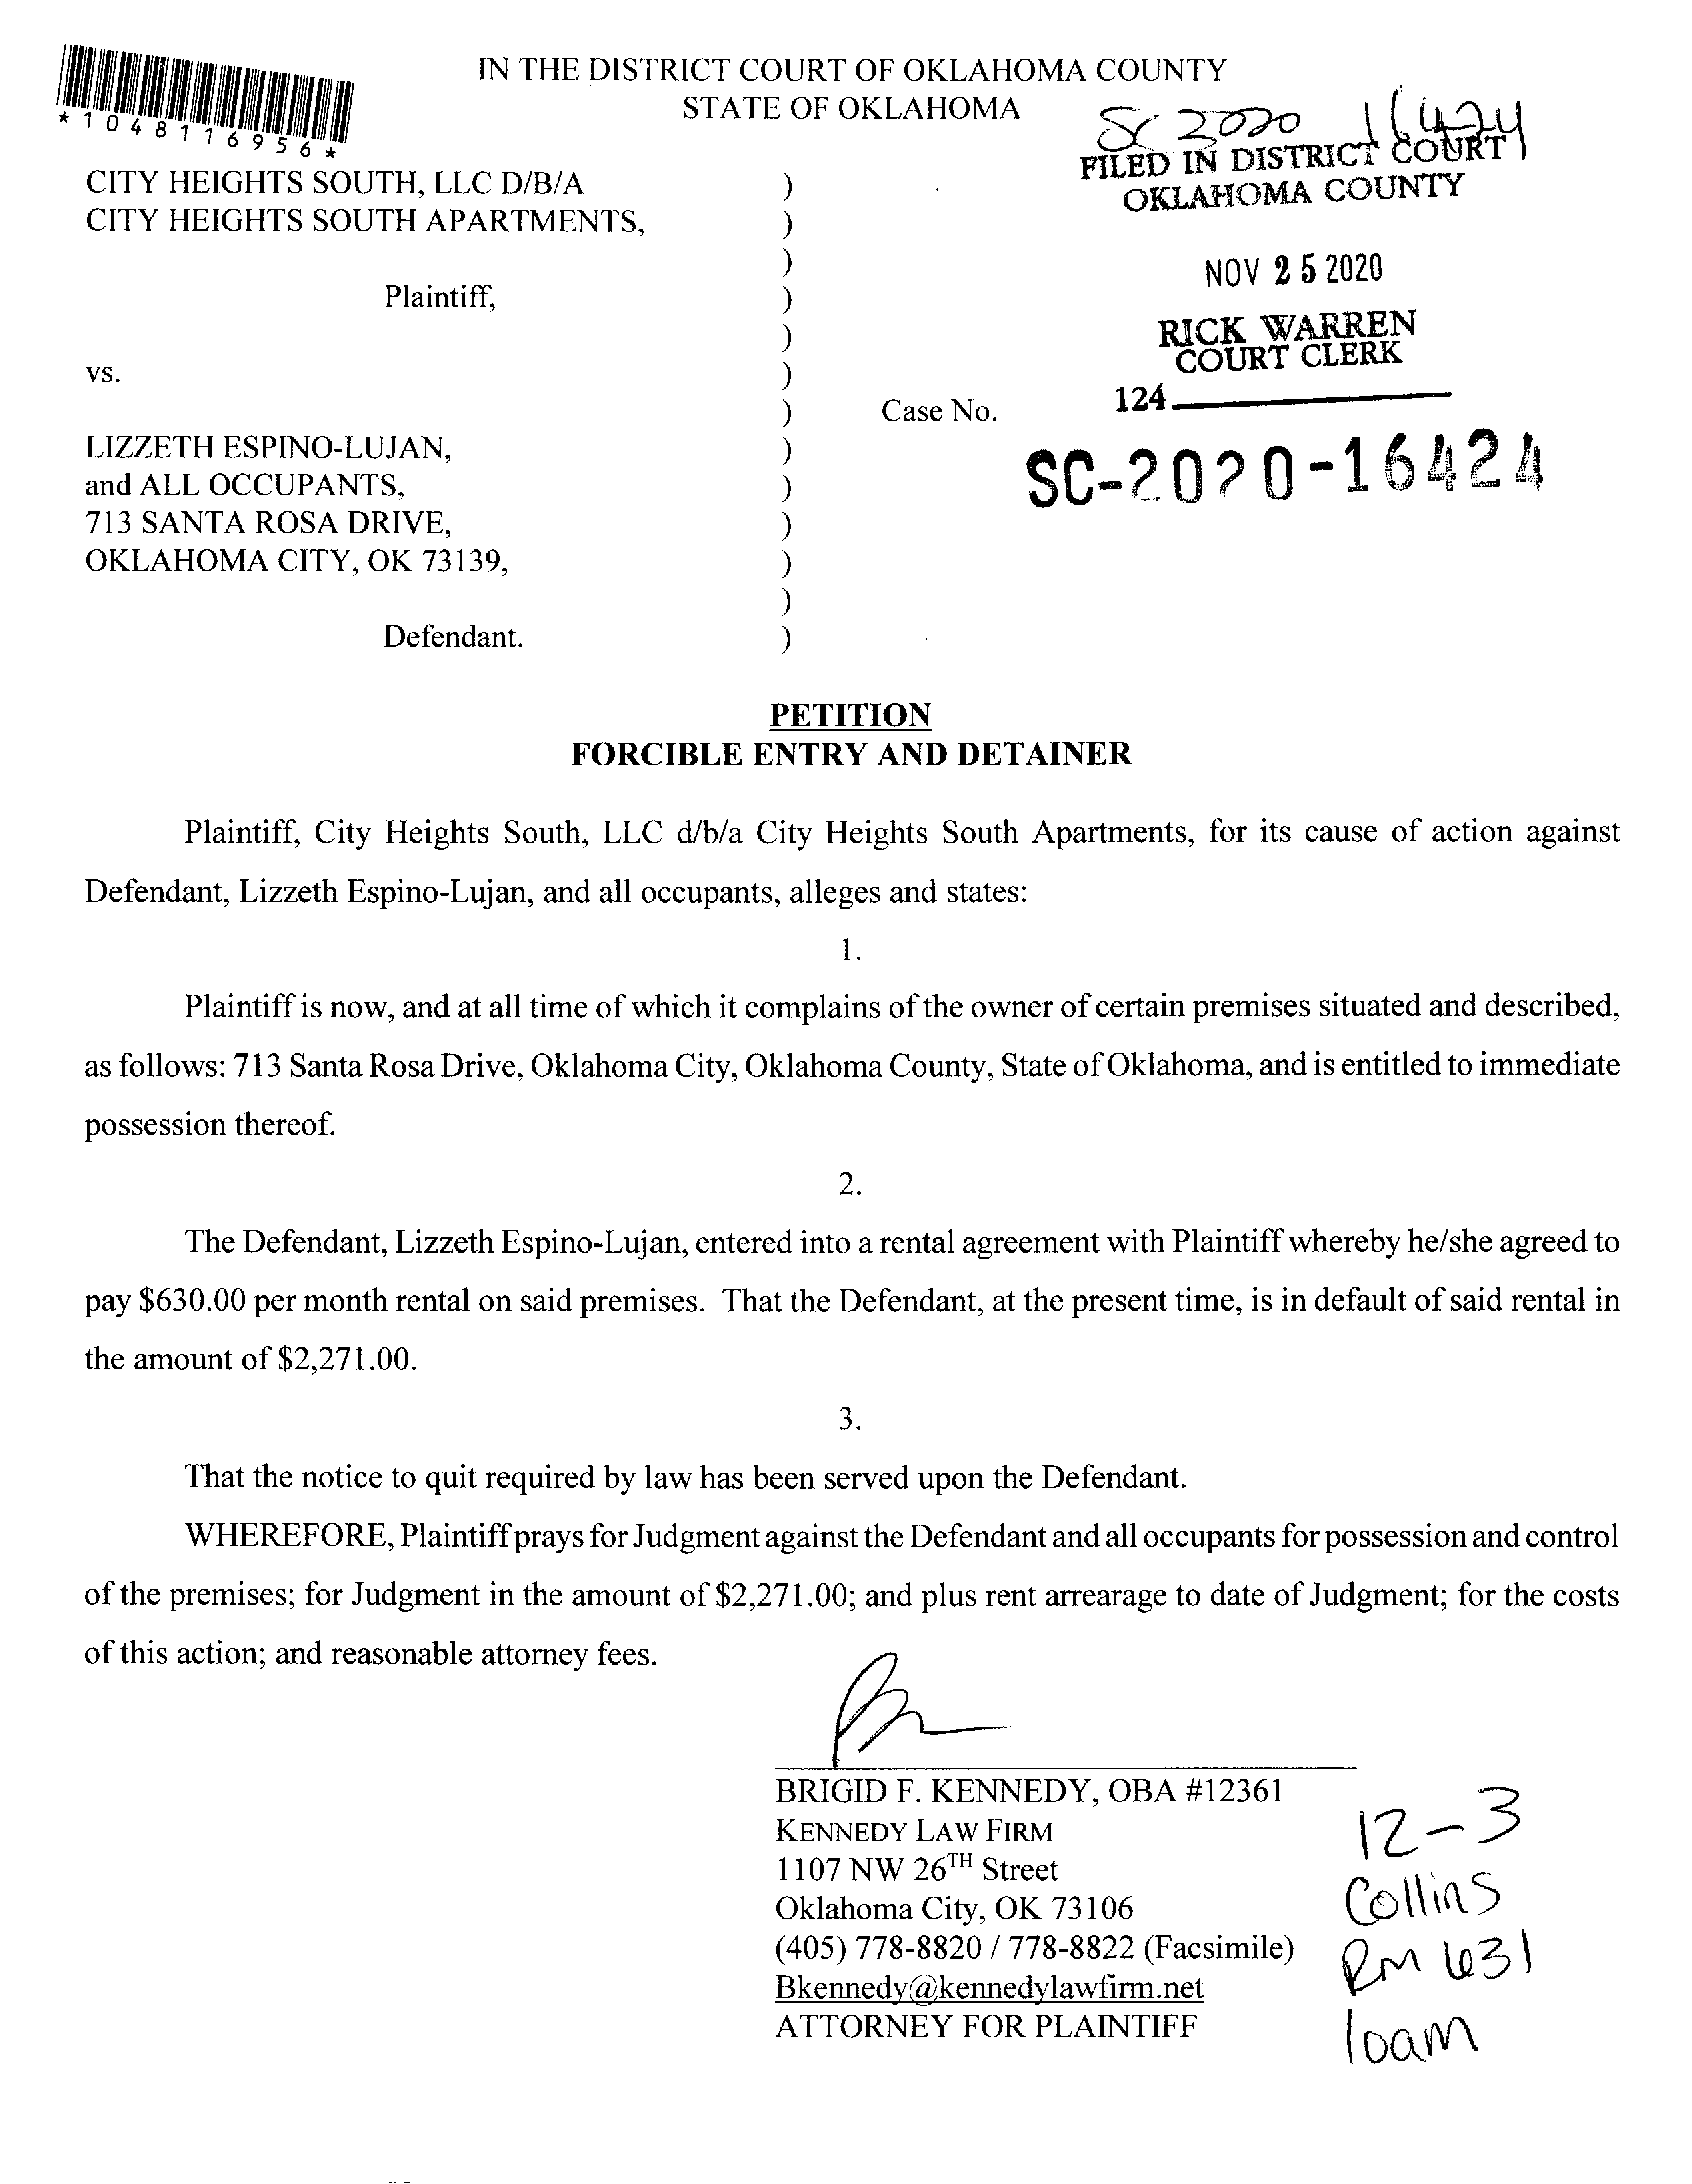 IN THE DISTRICT COURT OF OKLAHOMA COUNTY
STATE OF OKLAHOMA
*1048116956*
SC 2020 16424
FILED IN DISTRICT COURT
OKLAHOMA COUNTY
CITY HEIGHTS SOUTH, LLC D/B/A )
CITY HEIGHTS SOUTH APARTMENTS, )
)
NOV 25 2020
Plaintiff, )
)
RICK WARREN
COURT CLERK
vs. )
124
) Case No.
SC-2020-16424
LIZZETH ESPINO-LUJAN, )
and ALL OCCUPANTS, )
713 SANTA ROSA DRIVE, )
OKLAHOMA CITY, OK 73139, )
)
Defendant. )
PETITION
FORCIBLE ENTRY AND DETAINER
Plaintiff, City Heights South, LLC d/b/a City Heights South Apartments, for its cause of action against
Defendant, Lizzeth Espino-Lujan, and all occupants, alleges and states:
1.
Plaintiff is now, and at all time of which it complains of the owner of certain premises situated and described,
as follows: 713 Santa Rosa Drive, Oklahoma City, Oklahoma County, State of Oklahoma, and is entitled to immediate
possession thereof.
2.
The Defendant, Lizzeth Espino-Lujan, entered into a rental agreement with Plaintiff whereby he/she agreed to
pay $630.00 per month rental on said premises. That the Defendant, at the present time, is in default of said rental in
the amount of $2,271.00.
3.
That the notice to quit required by law has been served upon the Defendant.
WHEREFORE, Plaintiff prays for Judgment against the Defendant and all occupants for possession and control
of the premises; for Judgment in the amount of $2,271.00; and plus rent arrearage to date of Judgment; for the costs
of this action; and reasonable attorney fees.
BRIGID F. KENNEDY, OBA #12361
KENNEDY LAW FIRM
1107 NW 26TH Street
Oklahoma City, OK 73106
(405) 778-8820 / 778-8822 (Facsimile)
Bkennedy@kennedylawfirm.net
ATTORNEY FOR PLAINTIFF
12-3
Collins
RM 631
10am